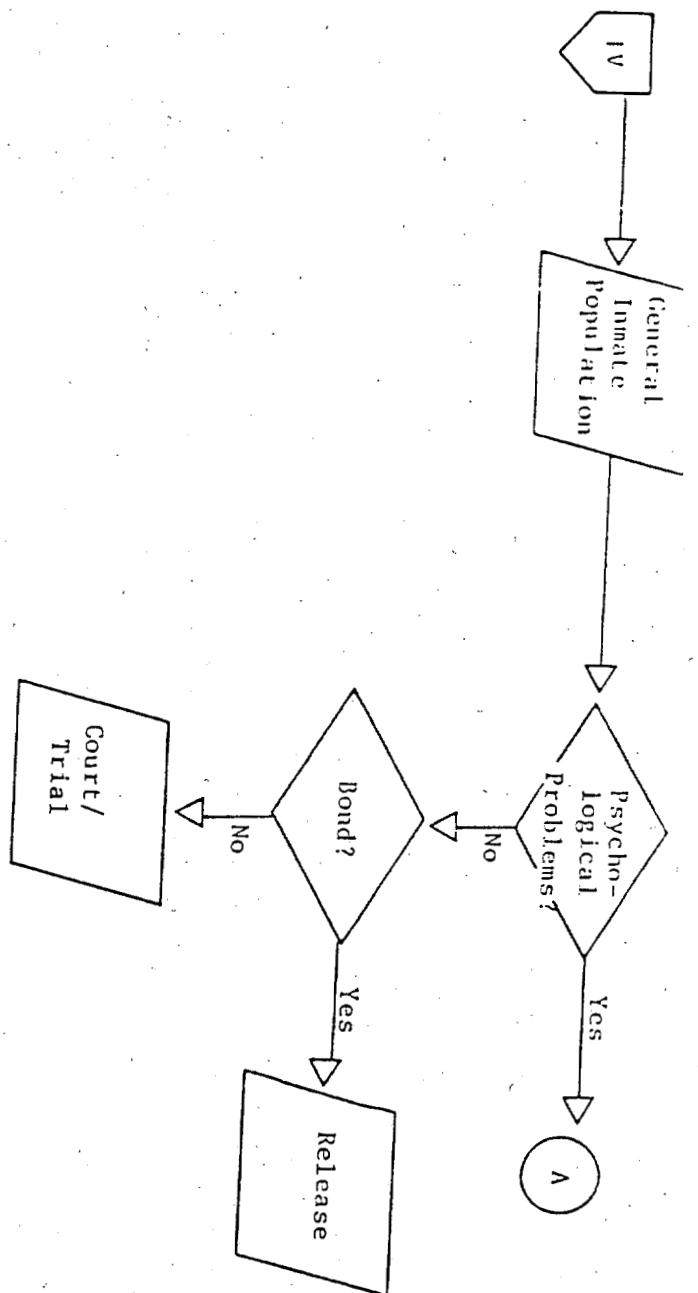 IV
General
Inmate
Population
Psycho-
logical
Problems?
Yes
A
No
Bond?
Yes
Release
No
Court/
Trial